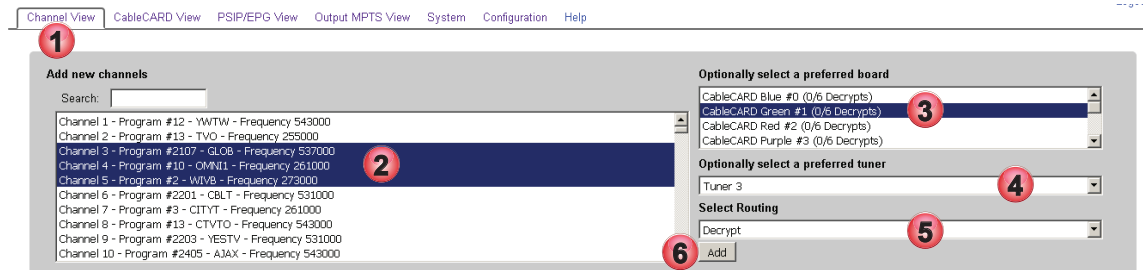 Channel View CableCARD View PSIP/EPG View Output MPTS View System Configuration Help
1
Add new channels
Search:
Channel 1 - Program #12 - YWTW - Frequency 543000
Channel 2 - Program #13 - TVO - Frequency 255000
Channel 3 - Program #2107 - GLOB - Frequency 537000
Channel 4 - Program #10 - OMNI1 - Frequency 261000
Channel 5 - Program #2 - WIVB - Frequency 273000
Channel 6 - Program #2201 - CBLT - Frequency 531000
Channel 7 - Program #3 - CITYT - Frequency 261000
Channel 8 - Program #13 - CTVTO - Frequency 543000
Channel 9 - Program #2203 - YESTV - Frequency 531000
Channel 10 - Program #2405 - AJAX - Frequency 543000
2
Optionally select a preferred board
CableCARD Blue #0 (0/6 Decrypts)
CableCARD Green #1 (0/6 Decrypts)
CableCARD Red #2 (0/6 Decrypts)
CableCARD Purple #3 (0/6 Decrypts)
3
Optionally select a preferred tuner
Tuner 3
4
Select Routing
Decrypt
5
6
Add